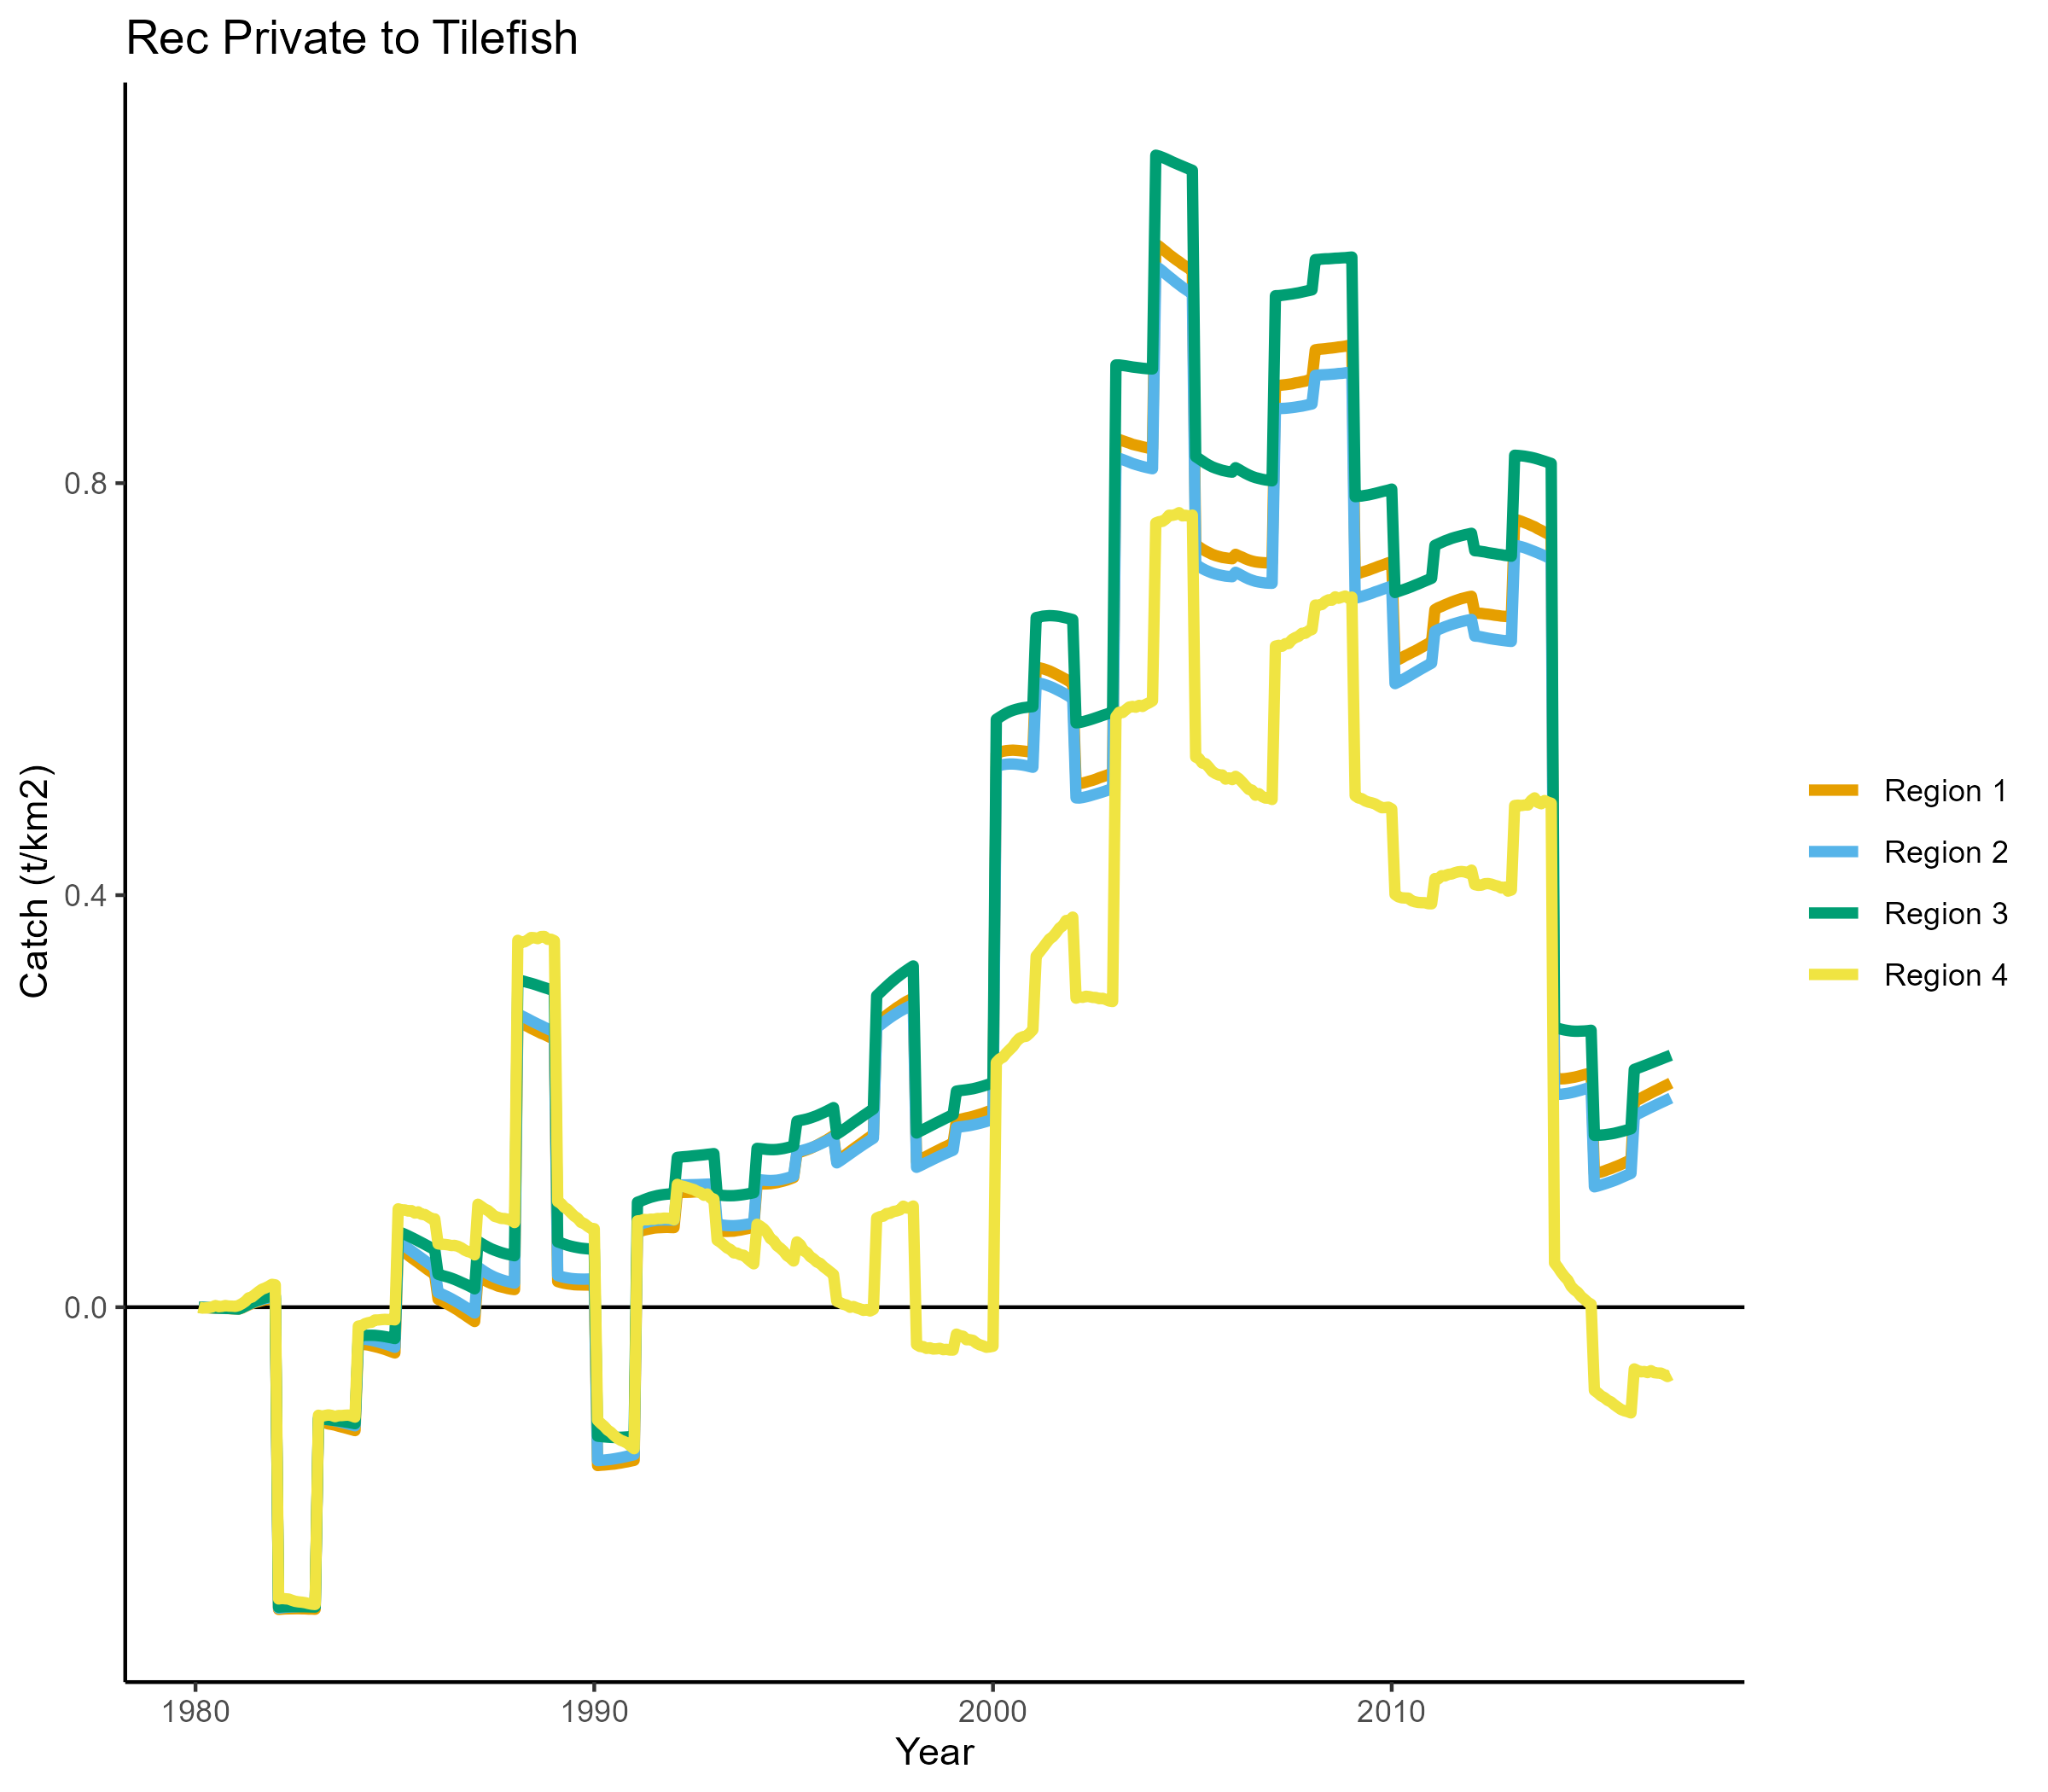 Rec Private to Tilefish
Catch (t/km2)
0.8
0.4
0.0
1980
1990
2000
2010
Year
Region 1
Region 2
Region 3
Region 4